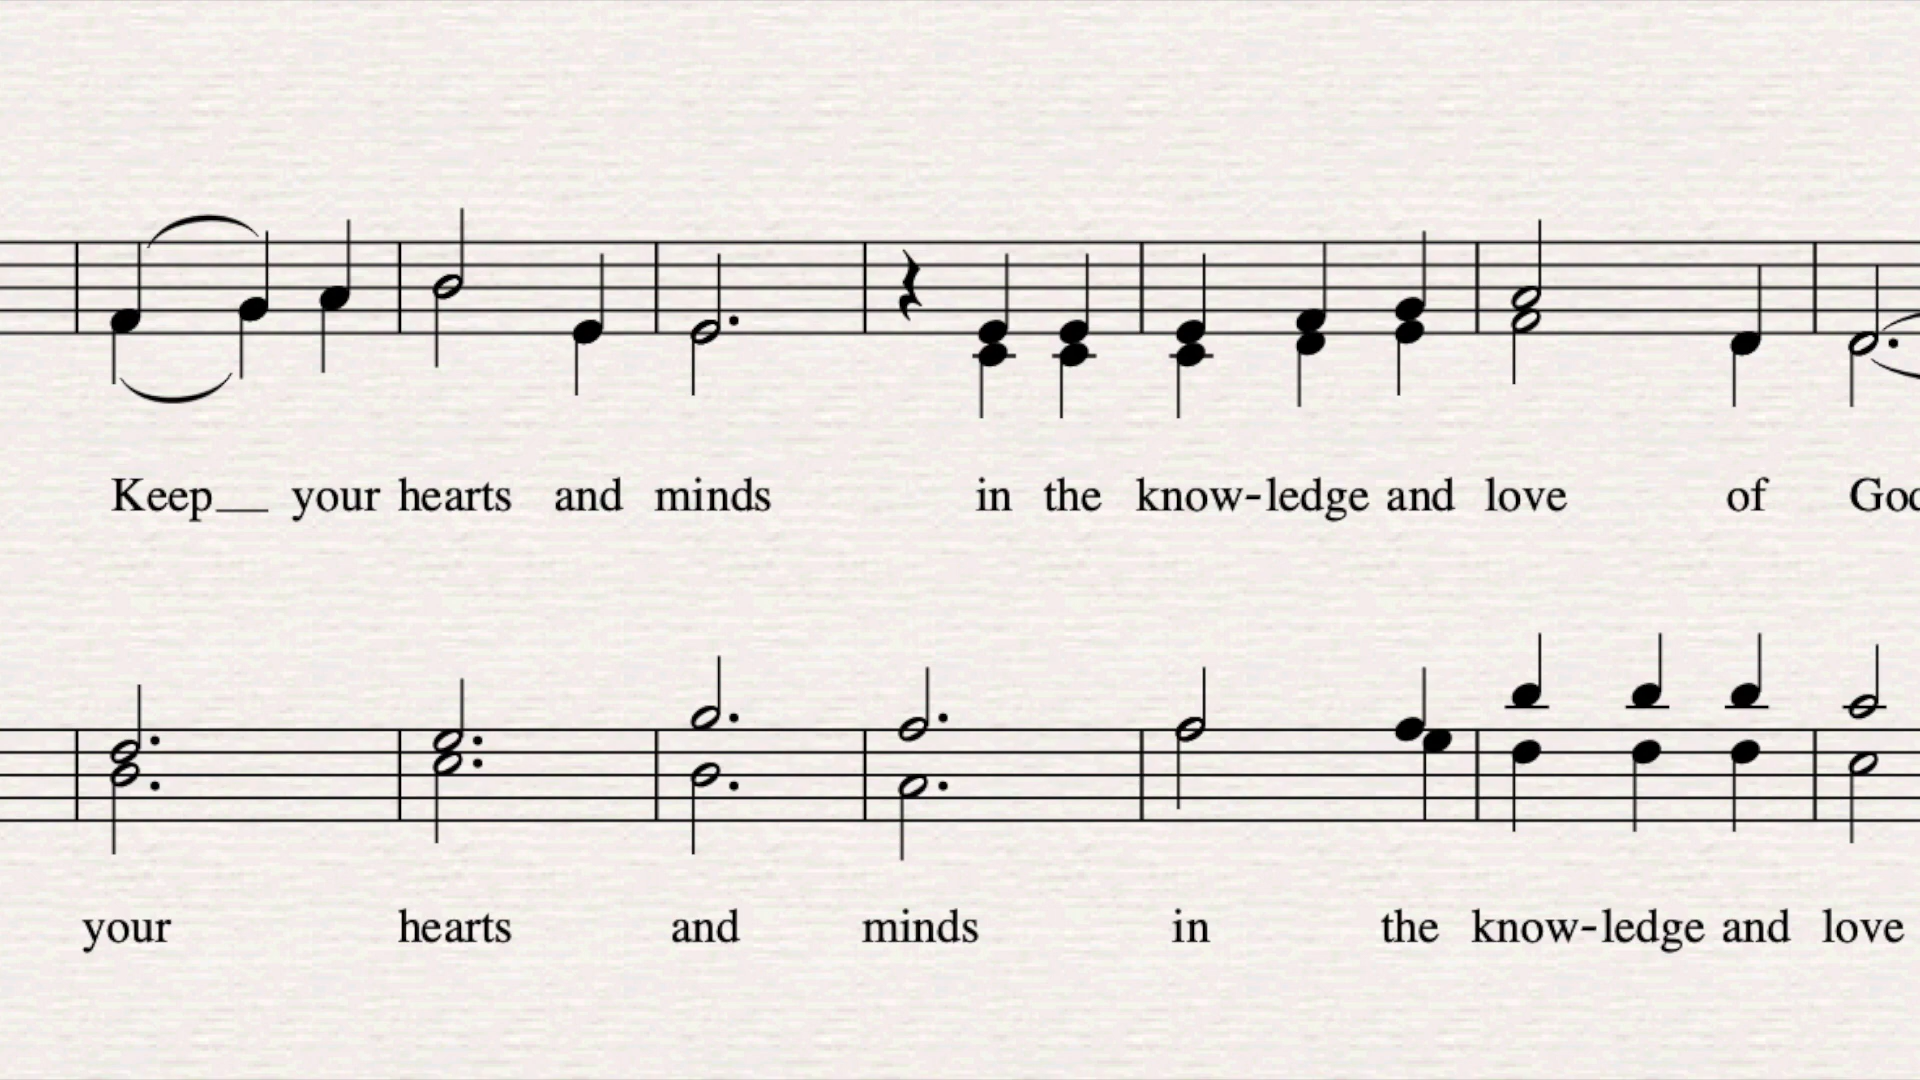 Keep__ your hearts and minds in the know-ledge and love of God
your hearts and minds in the know-ledge and love